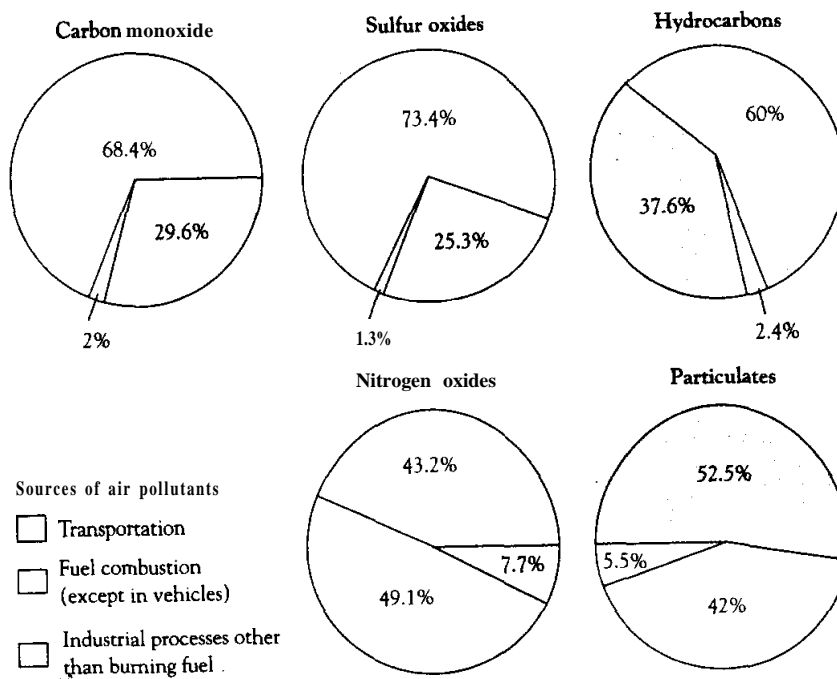 Carbon monoxide
68.4%
29.6%
2%
Sulfur oxides
73.4%
25.3%
1.3%
Hydrocarbons
60%
37.6%
2.4%
Nitrogen oxides
43.2%
7.7%
49.1%
Particulates
52.5%
5.5%
42%
Sources of air pollutants
Transportation
Fuel combustion
(except in vehicles)
Industrial processes other
than burning fuel